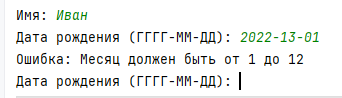 Имя: Иван
Дата рождения (ГГГГ-ММ-ДД): 2022-13-01
Ошибка: Месяц должен быть от 1 до 12
Дата рождения (ГГГГ-ММ-ДД):